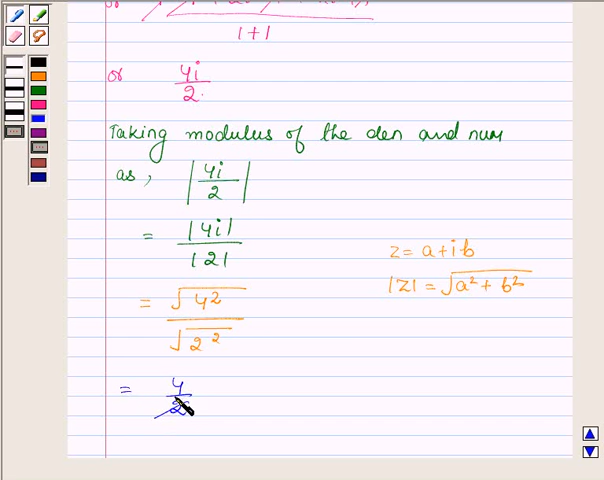 1+1
or 4i/2.
Taking modulus of the den and num
as, |4i/2|
= |4i|/|2|
z = a+ib
|z| = √a²+b²
= √4²/√2²
= 4/2